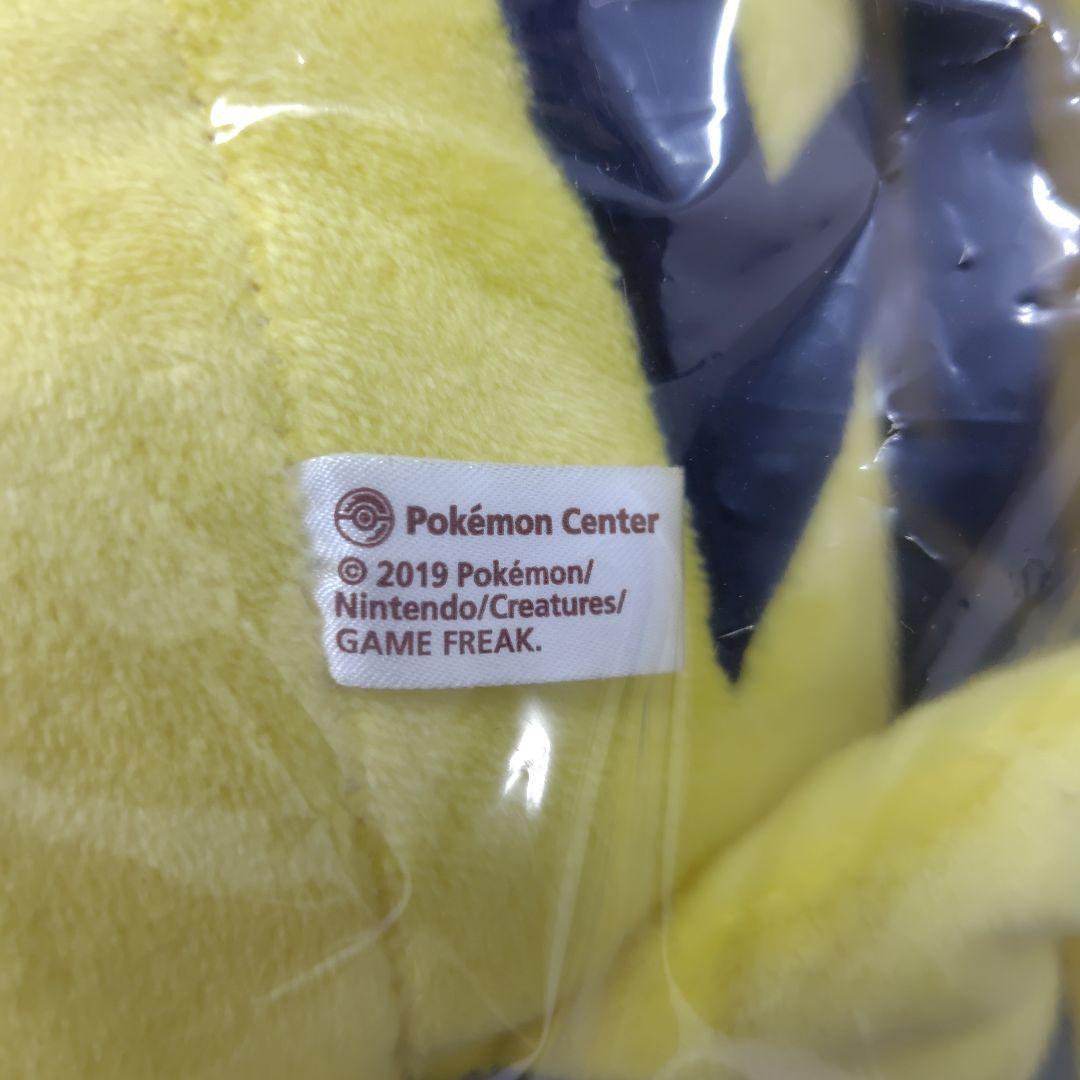 Pokémon Center
© 2019 Pokémon/
Nintendo/Creatures/
GAME FREAK.